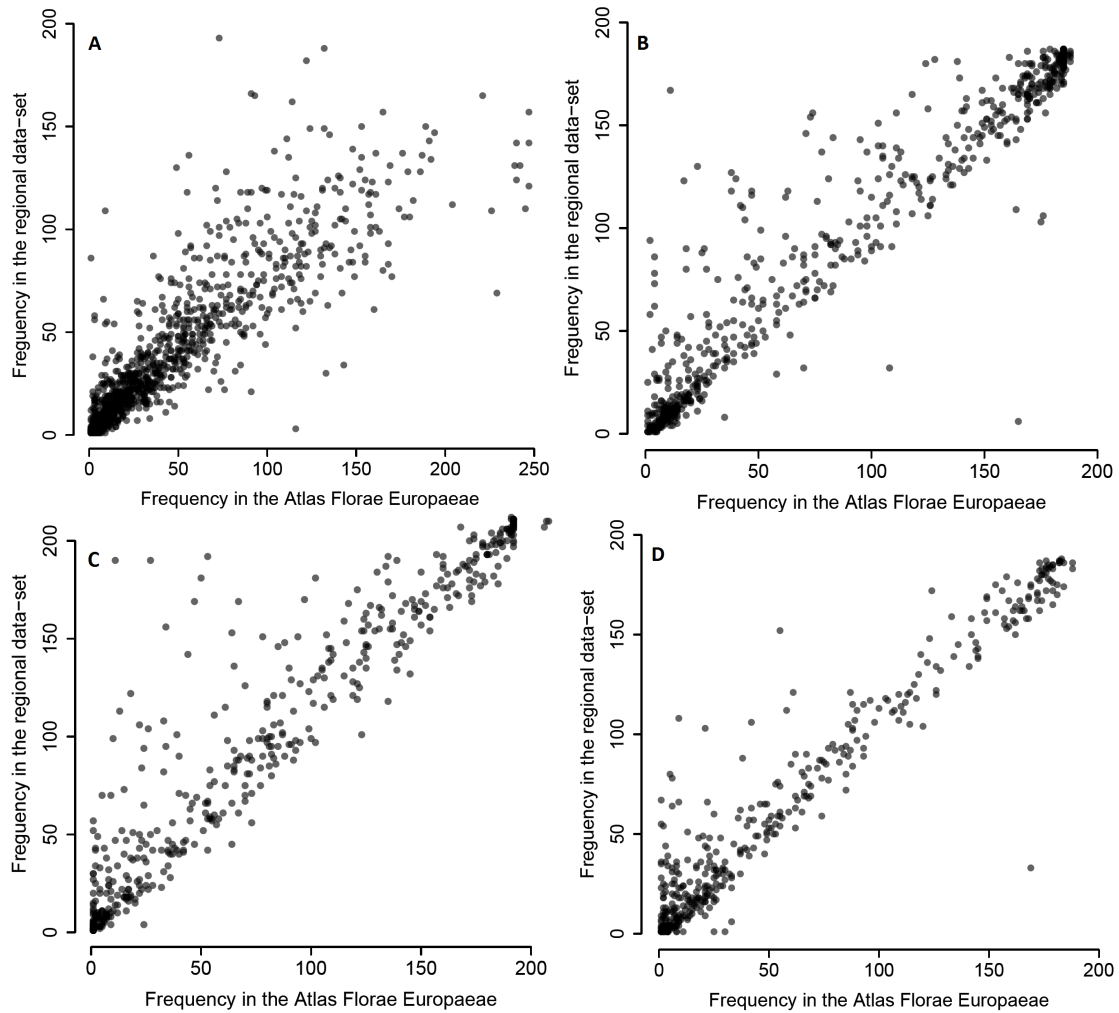 A
Freguency in the regional data−set
200
150
100
50
0
0 50 100 150 200 250
Frequency in the Atlas Florae Europaeae
B
Freguency in the regional data−set
200
150
100
50
0
0 50 100 150 200
Frequency in the Atlas Florae Europaeae
C
Freguency in the regional data−set
200
150
100
50
0
0 50 100 150 200
Frequency in the Atlas Florae Europaeae
D
Freguency in the regional data−set
200
150
100
50
0
0 50 100 150 200
Frequency in the Atlas Florae Europaeae